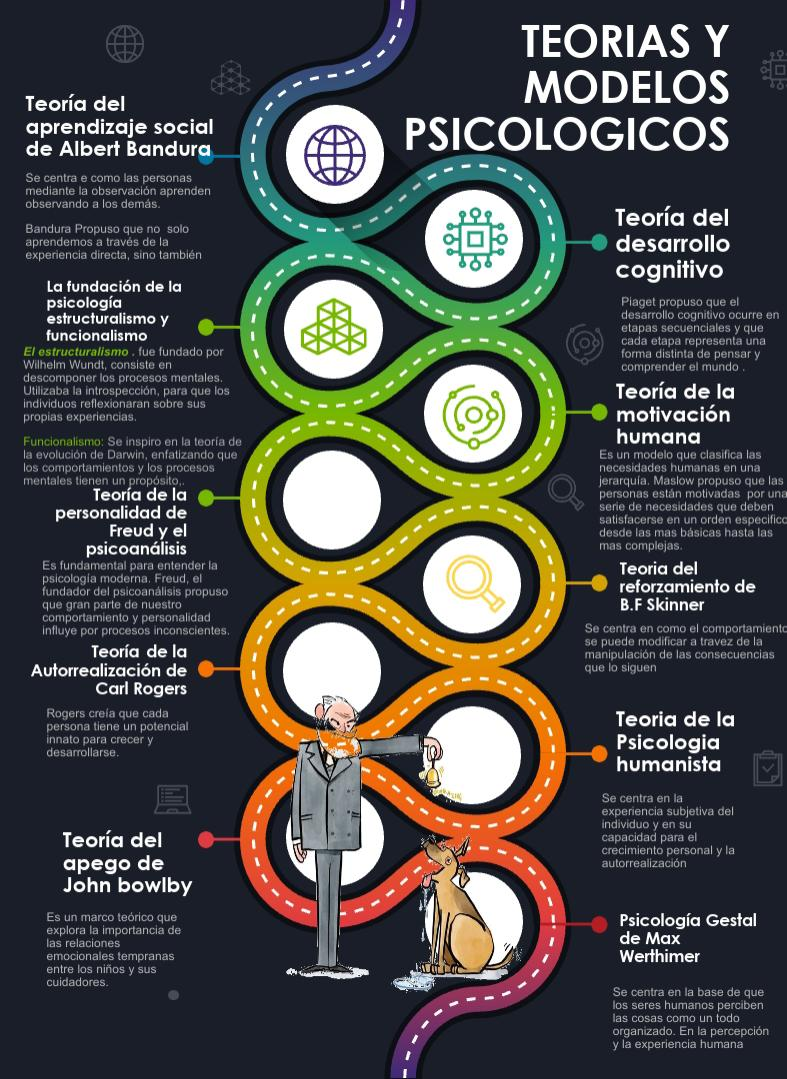 TEORIAS Y
MODELOS
PSICOLOGICOS
Teoría del
aprendizaje social
de Albert Bandura
Se centra e como las personas
mediante la observación aprenden
observando a los demás.
Bandura Propuso que no solo
aprendemos a través de la
experiencia directa, sino también
Teoría del
desarrollo
cognitivo
Piaget propuso que el
desarrollo cognitivo ocurre en
etapas secuenciales y que
cada etapa representa una
forma distinta de pensar y
comprender el mundo .
La fundación de la
psicología
estructuralismo y
funcionalismo
El estructuralismo . fue fundado por
Wilhelm Wundt, consiste en
descomponer los procesos mentales.
Utilizaba la introspección, para que los
individuos reflexionaran sobre sus
propias experiencias.
Funcionalismo: Se inspiro en la teoría de
la evolución de Darwin, enfatizando que
los comportamientos y los procesos
mentales tienen un propósito,.
Teoría de la
motivación
humana
Es un modelo que clasifica las
necesidades humanas en una
jerarquía. Maslow propuso que las
personas están motivadas por una
serie de necesidades que deben
satisfacerse en un orden especifico
desde las mas básicas hasta las
mas complejas.
Teoría de la
personalidad de
Freud y el
psicoanálisis
Es fundamental para entender la
psicología moderna. Freud, el
fundador del psicoanálisis propuso
que gran parte de nuestro
comportamiento y personalidad
influye por procesos inconscientes.
Teoria del
reforzamiento de
B.F Skinner
Se centra en como el comportamiento
se puede modificar a travez de la
manipulación de las consecuencias
que lo siguen
Teoría de la
Autorrealización de
Carl Rogers
Rogers creía que cada
persona tiene un potencial
innato para crecer y
desarrollarse.
Teoria de la
Psicologia
humanista
Se centra en la
experiencia subjetiva del
individuo y en su
capacidad para el
crecimiento personal y la
autorrealización
Teoría del
apego de
John bowlby
Es un marco teórico que
explora la importancia de
las relaciones
emocionales tempranas
entre los niños y sus
cuidadores.
Psicología Gestal
de Max
Werthimer
Se centra en la base de que
los seres humanos perciben
las cosas como un todo
organizado. En la percepción
y la experiencia humana